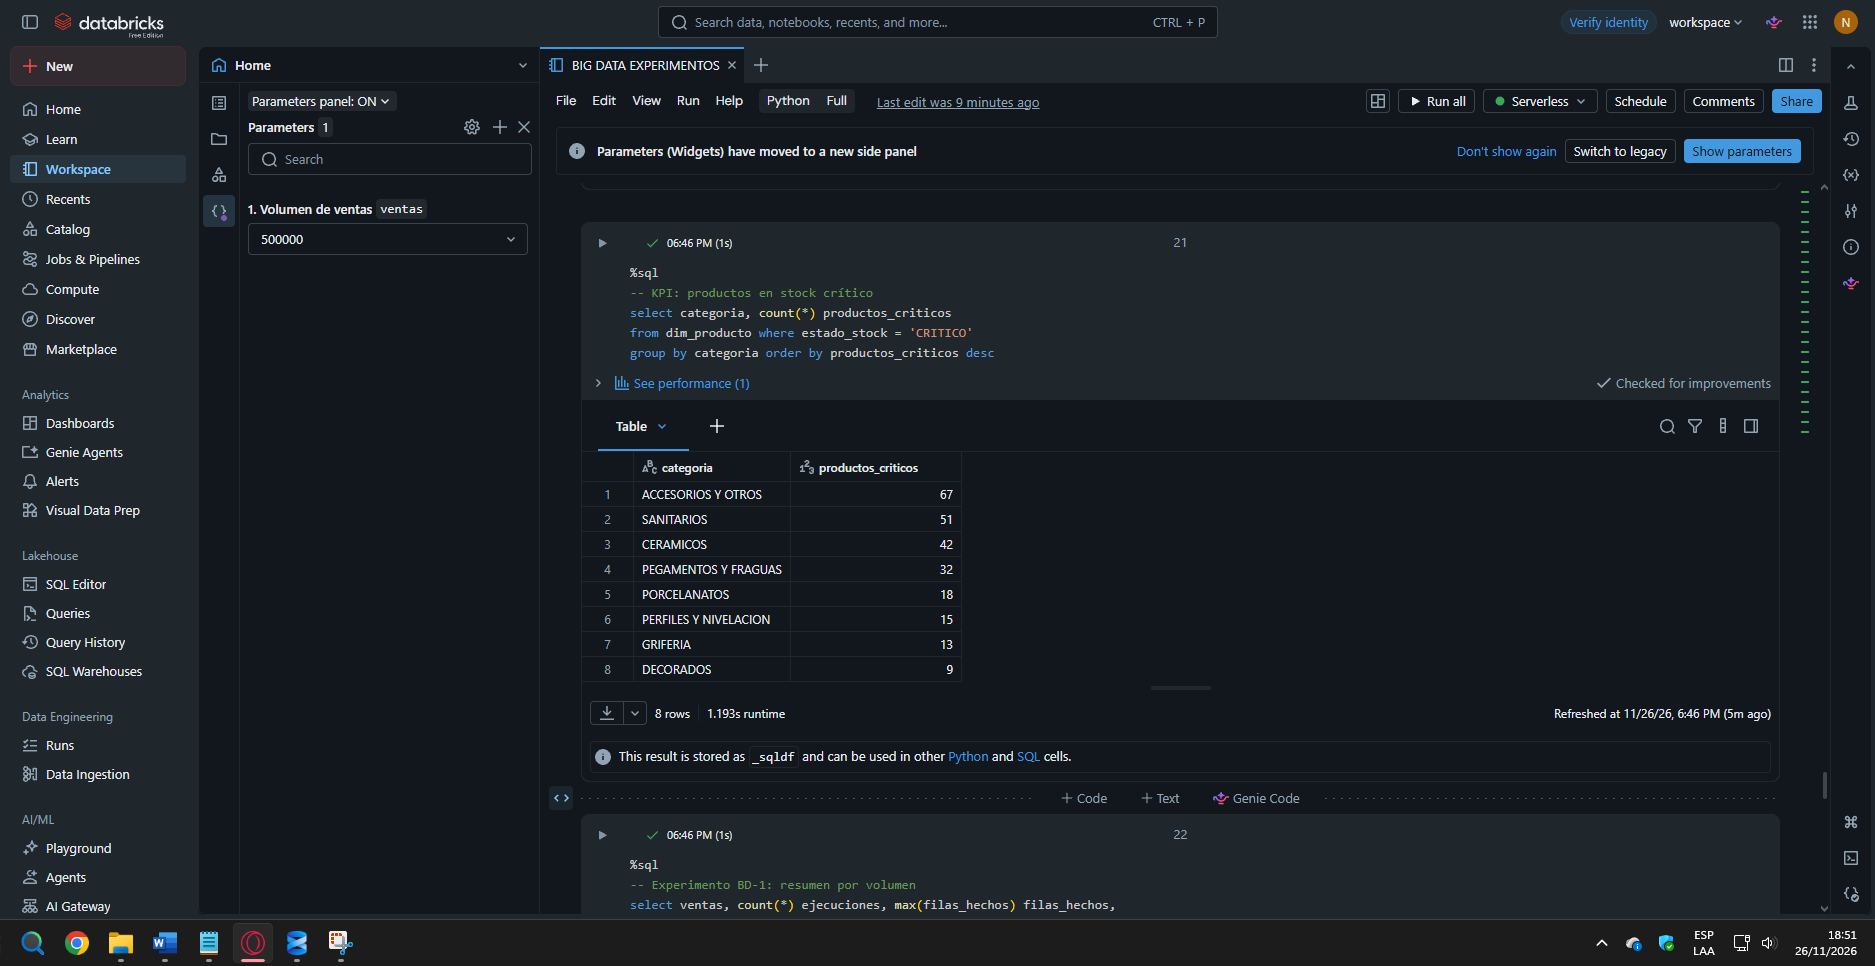 databricks
Free Edition
Search data, notebooks, recents, and more...
CTRL + P
Verify identity
workspace
N
New
Home
Learn
Workspace
Recents
Catalog
Jobs & Pipelines
Compute
Discover
Marketplace
Analytics
Dashboards
Genie Agents
Alerts
Visual Data Prep
Lakehouse
SQL Editor
Queries
Query History
SQL Warehouses
Data Engineering
Runs
Data Ingestion
AI/ML
Playground
Agents
AI Gateway
Home
Parameters panel: ON
Parameters 1
Search
1. Volumen de ventas ventas
500000
BIG DATA EXPERIMENTOS
File Edit View Run Help Python Full Last edit was 9 minutes ago
Run all Serverless Schedule Comments Share
Parameters (Widgets) have moved to a new side panel
Don't show again Switch to legacy Show parameters
06:46 PM (1s) 21
%sql
-- KPI: productos en stock crítico
select categoria, count(*) productos_criticos
from dim_producto where estado_stock = 'CRITICO'
group by categoria order by productos_criticos desc
See performance (1) Checked for improvements
Table
categoria productos_criticos
1 ACCESORIOS Y OTROS 67
2 SANITARIOS 51
3 CERAMICOS 42
4 PEGAMENTOS Y FRAGUAS 32
5 PORCELANATOS 18
6 PERFILES Y NIVELACION 15
7 GRIFERIA 13
8 DECORADOS 9
8 rows 1.193s runtime Refreshed at 11/26/26, 6:46 PM (5m ago)
This result is stored as _sqldf and can be used in other Python and SQL cells.
Code Text Genie Code
06:46 PM (1s) 22
%sql
-- Experimento BD-1: resumen por volumen
select ventas, count(*) ejecuciones, max(filas_hechos) filas_hechos,
ESP
LAA
18:51
26/11/2026